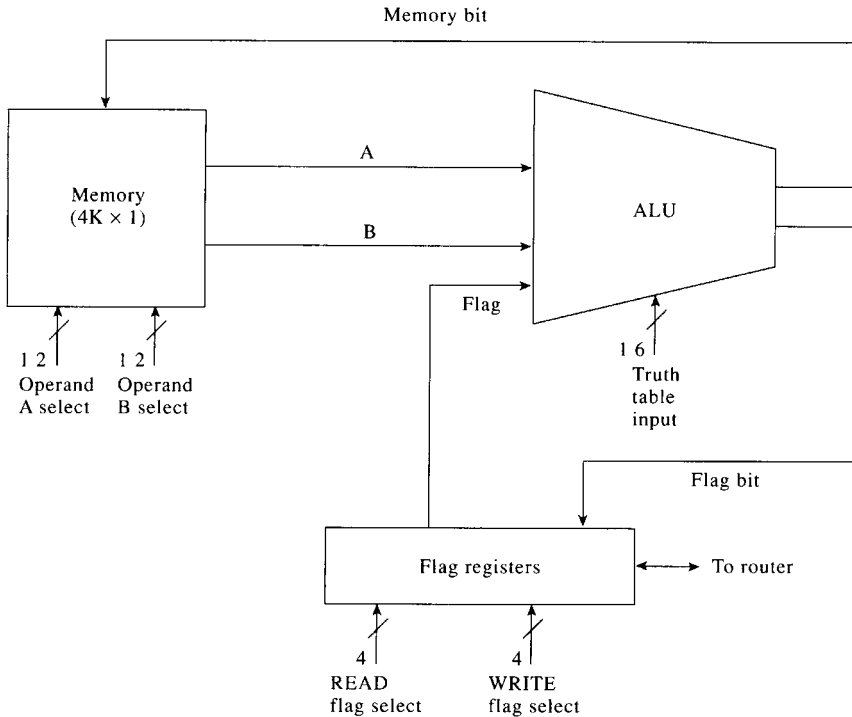 Memory bit
A
Memory
(4K × 1)
ALU
B
Flag
1 2
Operand
A select
1 2
Operand
B select
1 6
Truth
table
input
Flag bit
Flag registers
To router
4
READ
flag select
4
WRITE
flag select